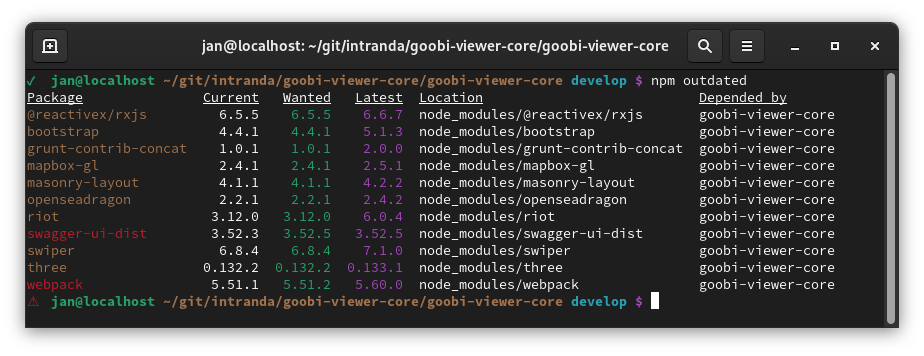 jan@localhost: ~/git/intranda/goobi-viewer-core/goobi-viewer-core
✓ jan@localhost ~/git/intranda/goobi-viewer-core/goobi-viewer-core develop $ npm outdated
Package Current Wanted Latest Location Depended by
@reactivex/rxjs 6.5.5 6.5.5 6.6.7 node_modules/@reactivex/rxjs goobi-viewer-core
bootstrap 4.4.1 4.4.1 5.1.3 node_modules/bootstrap goobi-viewer-core
grunt-contrib-concat 1.0.1 1.0.1 2.0.0 node_modules/grunt-contrib-concat goobi-viewer-core
mapbox-gl 2.4.1 2.4.1 2.5.1 node_modules/mapbox-gl goobi-viewer-core
masonry-layout 4.1.1 4.1.1 4.2.2 node_modules/masonry-layout goobi-viewer-core
openseadragon 2.2.1 2.2.1 2.4.2 node_modules/openseadragon goobi-viewer-core
riot 3.12.0 3.12.0 6.0.4 node_modules/riot goobi-viewer-core
swagger-ui-dist 3.52.3 3.52.5 3.52.5 node_modules/swagger-ui-dist goobi-viewer-core
swiper 6.8.4 6.8.4 7.1.0 node_modules/swiper goobi-viewer-core
three 0.132.2 0.132.2 0.133.1 node_modules/three goobi-viewer-core
webpack 5.51.1 5.51.2 5.60.0 node_modules/webpack goobi-viewer-core
⚠ jan@localhost ~/git/intranda/goobi-viewer-core/goobi-viewer-core develop $